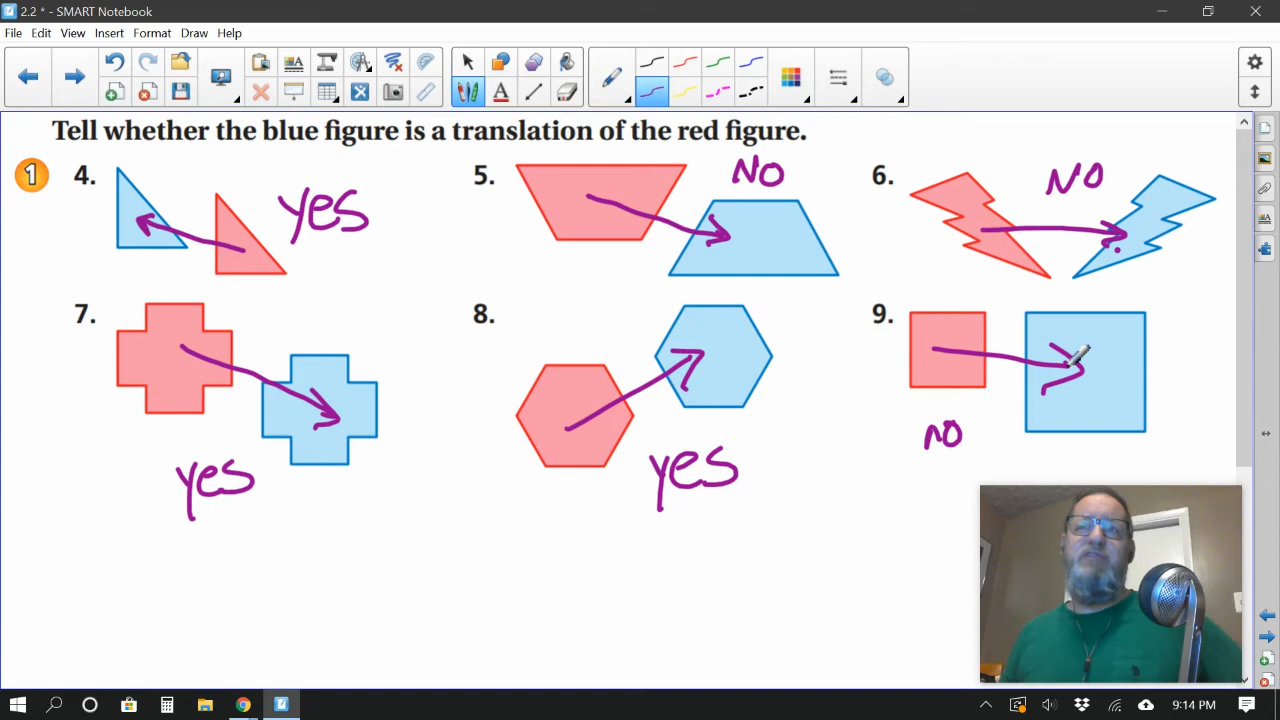 2.2 * - SMART Notebook
File Edit View Insert Format Draw Help
Tell whether the blue figure is a translation of the red figure.
1 4. yes 5. NO 6. NO
7. yes 8. yes 9. no
9:14 PM